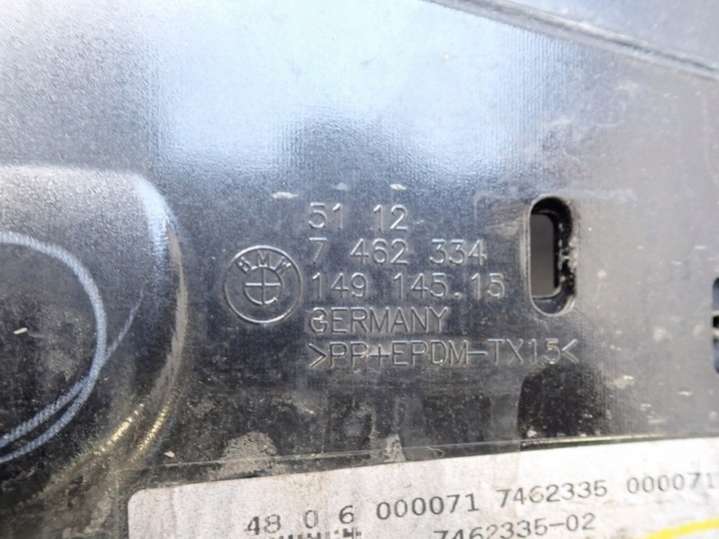 51 12
7 462 334
BMW
149 145.15
GERMANY
>PP+EPDM-TX15<
48 0 6 000071 7462335 000071
7462335-02